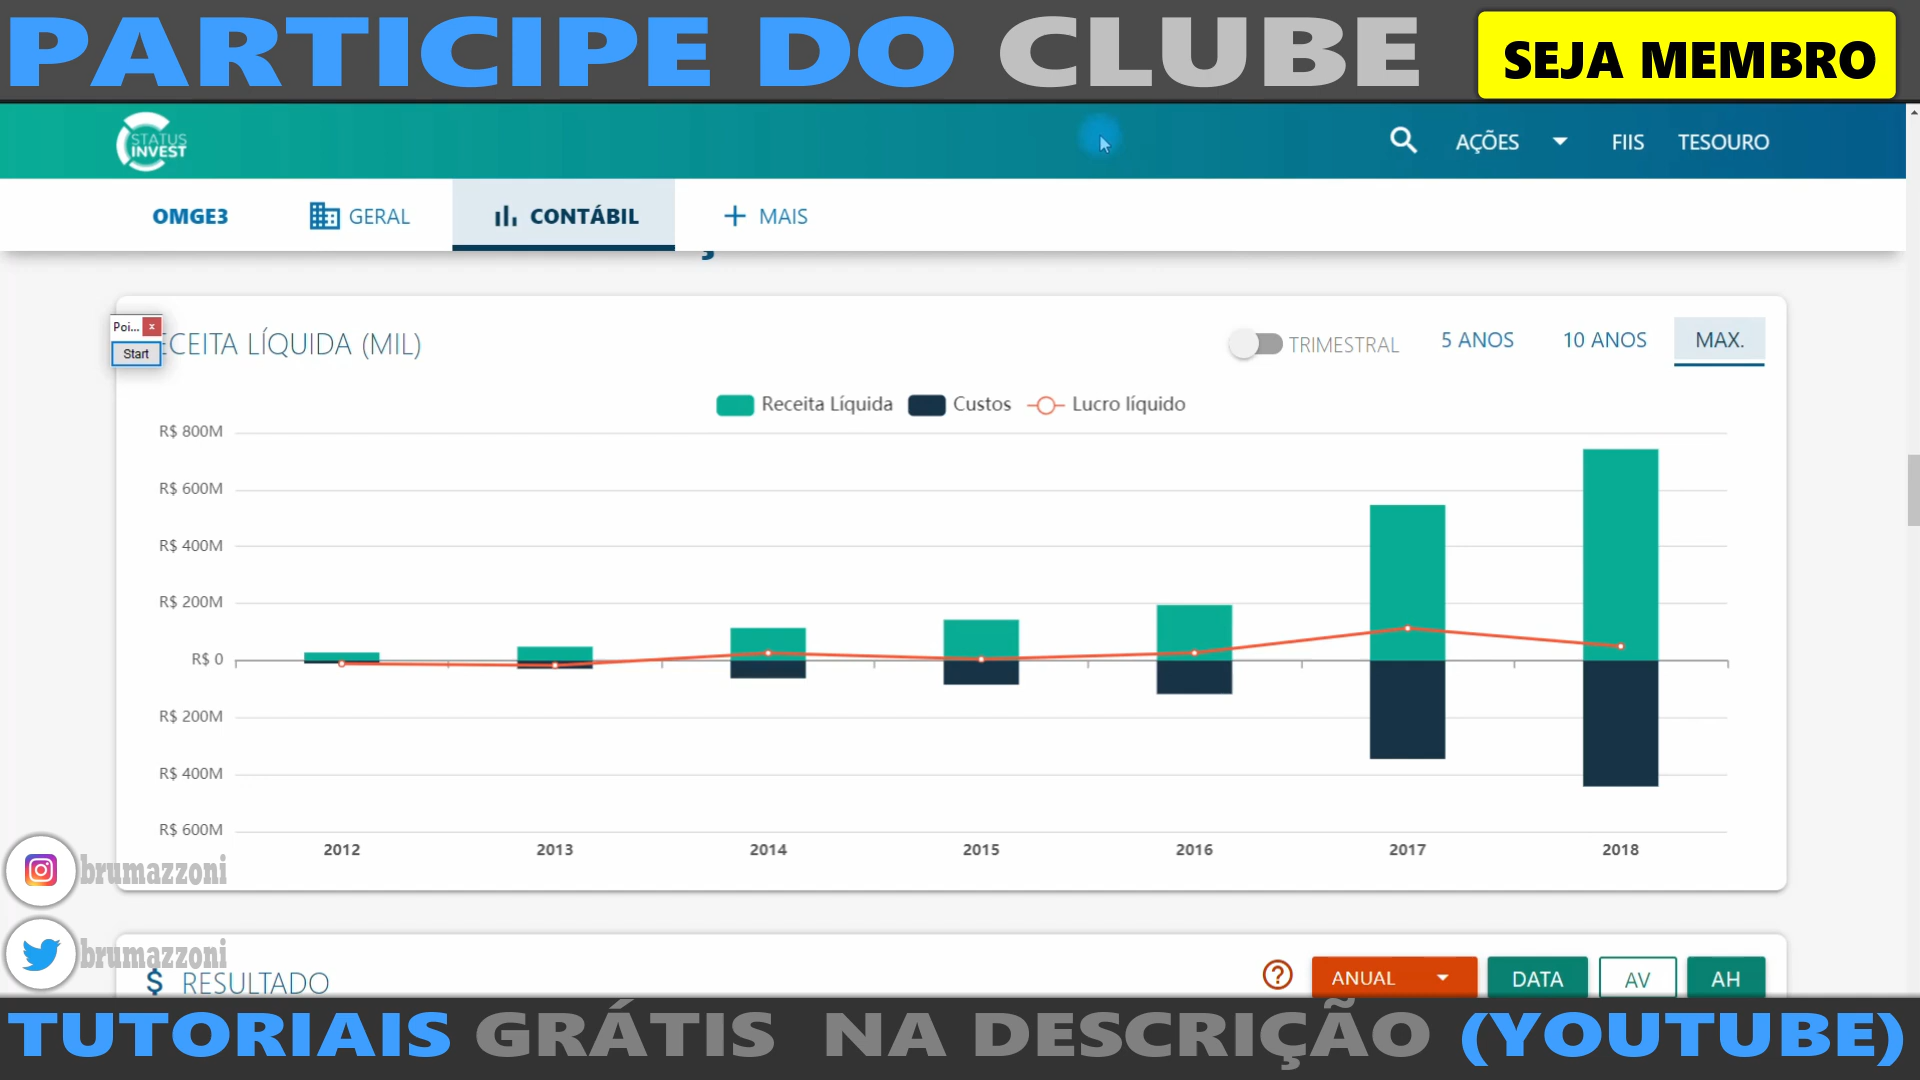 PARTICIPE DO CLUBE
SEJA MEMBRO
STATUS
INVEST
AÇÕES
FIIS
TESOURO
OMGE3
GERAL
CONTÁBIL
MAIS
Poi...
x
Start
ECEITA LÍQUIDA (MIL)
TRIMESTRAL
5 ANOS
10 ANOS
MAX.
Receita Líquida
Custos
Lucro líquido
R$ 800M
R$ 600M
R$ 400M
R$ 200M
R$ 0
R$ 200M
R$ 400M
R$ 600M
2012
2013
2014
2015
2016
2017
2018
brumazzoni
brumazzoni
$ RESULTADO
?
ANUAL
DATA
AV
AH
TUTORIAIS GRÁTIS NA DESCRIÇÃO (YOUTUBE)